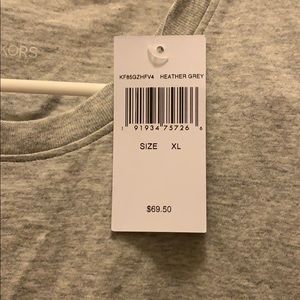 KORS
KF85GZHFV4 HEATHER GREY
1 91934 75726 6
SIZE XL
$69.50